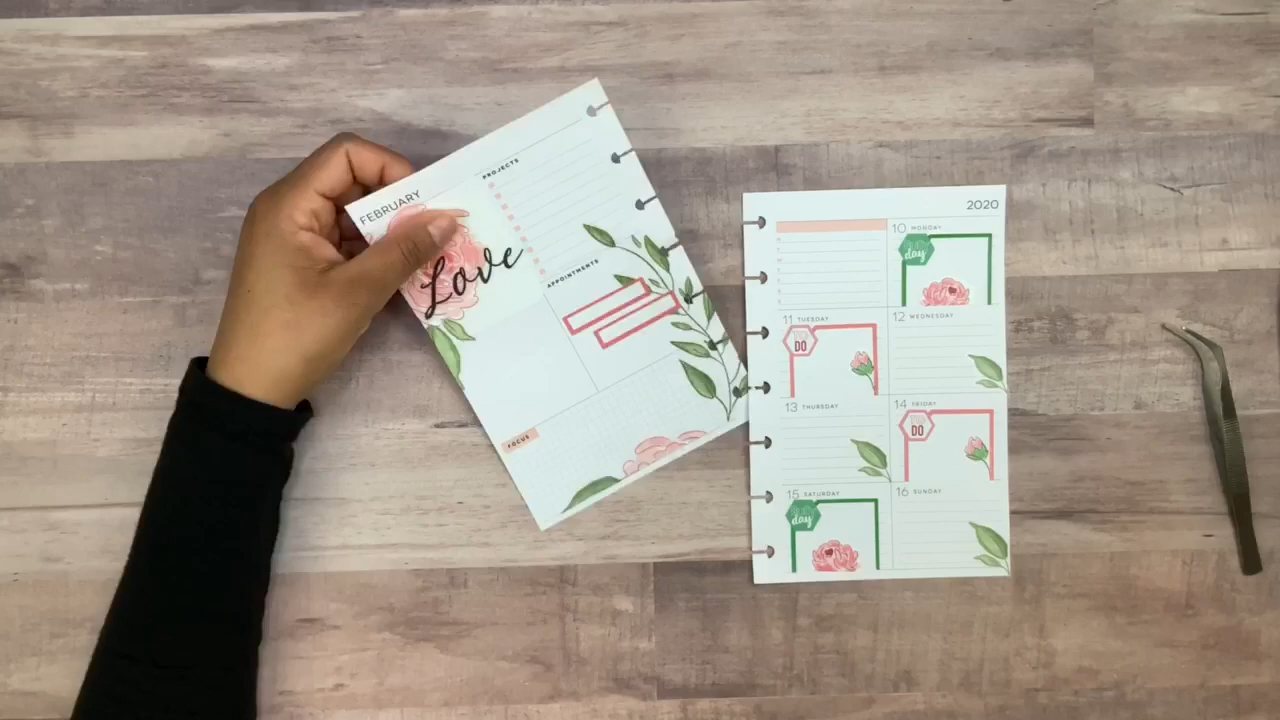 FEBRUARY
PROJECTS
Love
APPOINTMENTS
FOCUS
2020
10 MONDAY
day
11 TUESDAY
DO
12 WEDNESDAY
13 THURSDAY
14 FRIDAY
DO
15 SATURDAY
day
16 SUNDAY